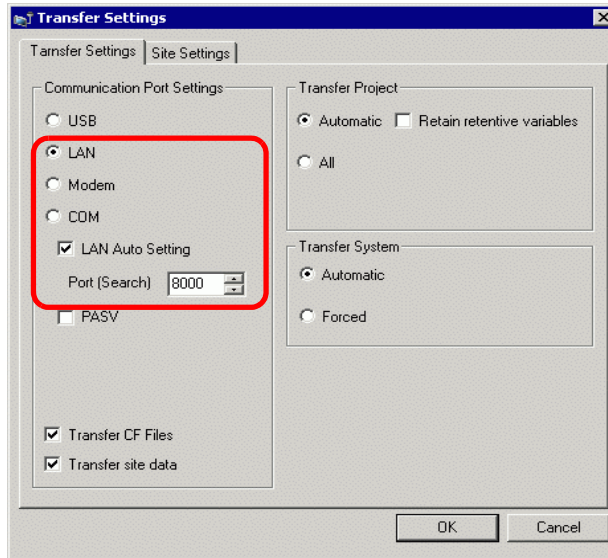 Transfer Settings
Tarnsfer Settings
Site Settings
Communication Port Settings
USB
LAN
Modem
COM
LAN Auto Setting
Port (Search) 8000
PASV
Transfer CF Files
Transfer site data
Transfer Project
Automatic
Retain retentive variables
All
Transfer System
Automatic
Forced
OK
Cancel